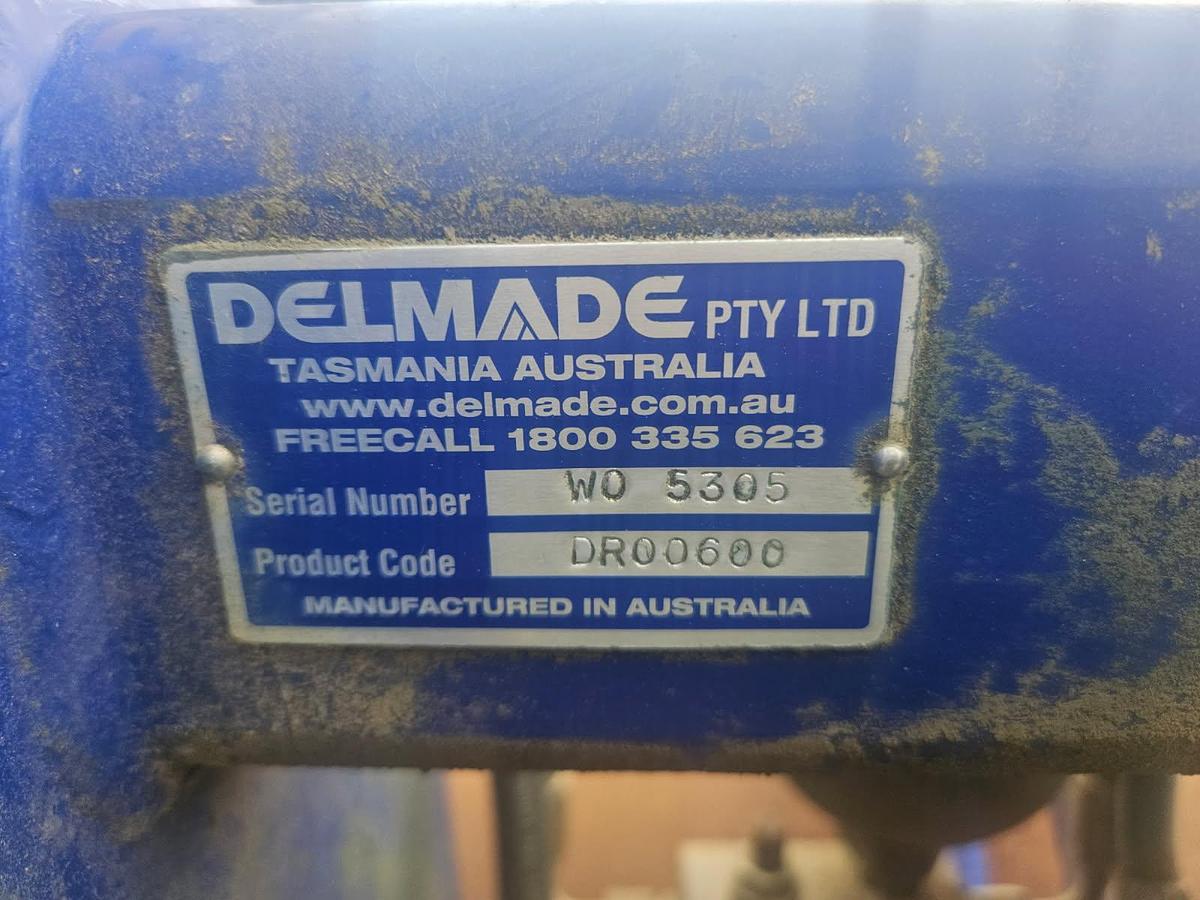 DELMADE PTY LTD
TASMANIA AUSTRALIA
www.delmade.com.au
FREECALL 1800 335 623
Serial Number WO 5305
Product Code DR00600
MANUFACTURED IN AUSTRALIA